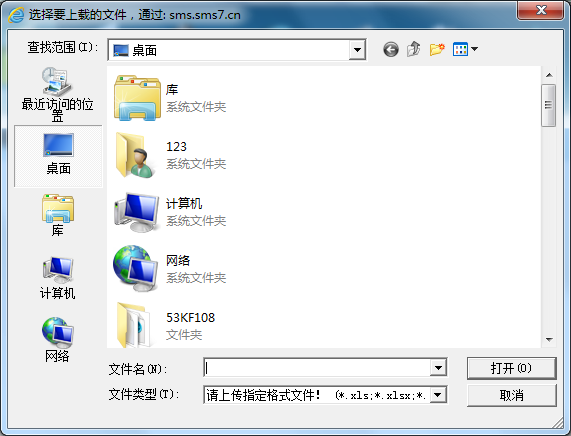 选择要上载的文件，通过: sms.sms7.cn
查找范围(I):
桌面
最近访问的位
置
桌面
库
计算机
网络
库
系统文件夹
123
系统文件夹
计算机
系统文件夹
网络
系统文件夹
53KF108
文件夹
文件名(N):
打开(O)
文件类型(T):
请上传指定格式文件！ (*.xls;*.xlsx;*.
取消